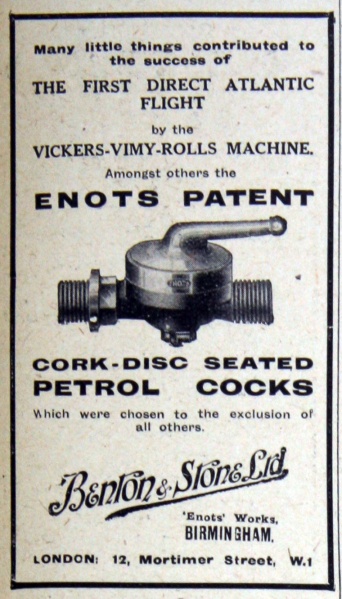 Many little things contributed to
the success of
THE FIRST DIRECT ATLANTIC
FLIGHT
by the
VICKERS-VIMY-ROLLS MACHINE.
Amongst others the
ENOTS PATENT
ENOTS
CORK-DISC SEATED
PETROL COCKS
Which were chosen to the exclusion of
all others.
Benton & Stone Ltd
'Enots' Works,
BIRMINGHAM.
LONDON: 12, Mortimer Street, W.1